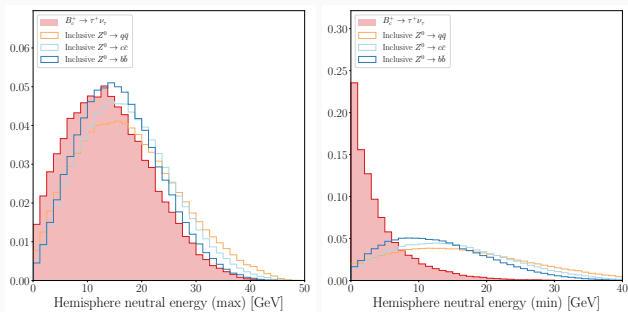 B_c^+ → τ^+ν_τ
Inclusive Z^0 → qq̄
Inclusive Z^0 → cc̄
Inclusive Z^0 → bb̄
0.06
0.05
0.04
0.03
0.02
0.01
0.00
0 10 20 30 40 50
Hemisphere neutral energy (max) [GeV]
B_c^+ → τ^+ν_τ
Inclusive Z^0 → qq̄
Inclusive Z^0 → cc̄
Inclusive Z^0 → bb̄
0.30
0.25
0.20
0.15
0.10
0.05
0.00
0 10 20 30 40
Hemisphere neutral energy (min) [GeV]